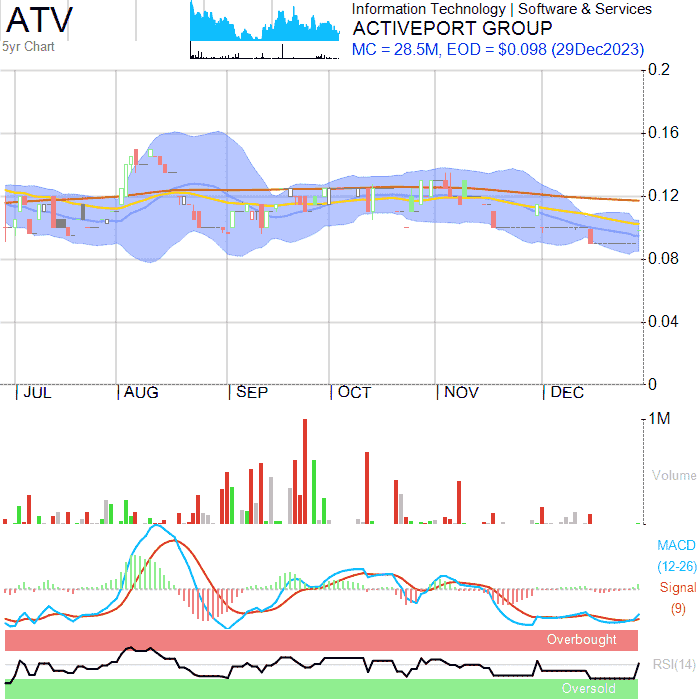 ATV
5yr Chart
Information Technology | Software & Services
ACTIVEPORT GROUP
MC = 28.5M, EOD = $0.098 (29Dec2023)
0.2
0.16
0.12
0.08
0.04
0
JUL AUG SEP OCT NOV DEC
1M
Volume
MACD
(12-26)
Signal
(9)
Overbought
RSI(14)
Oversold